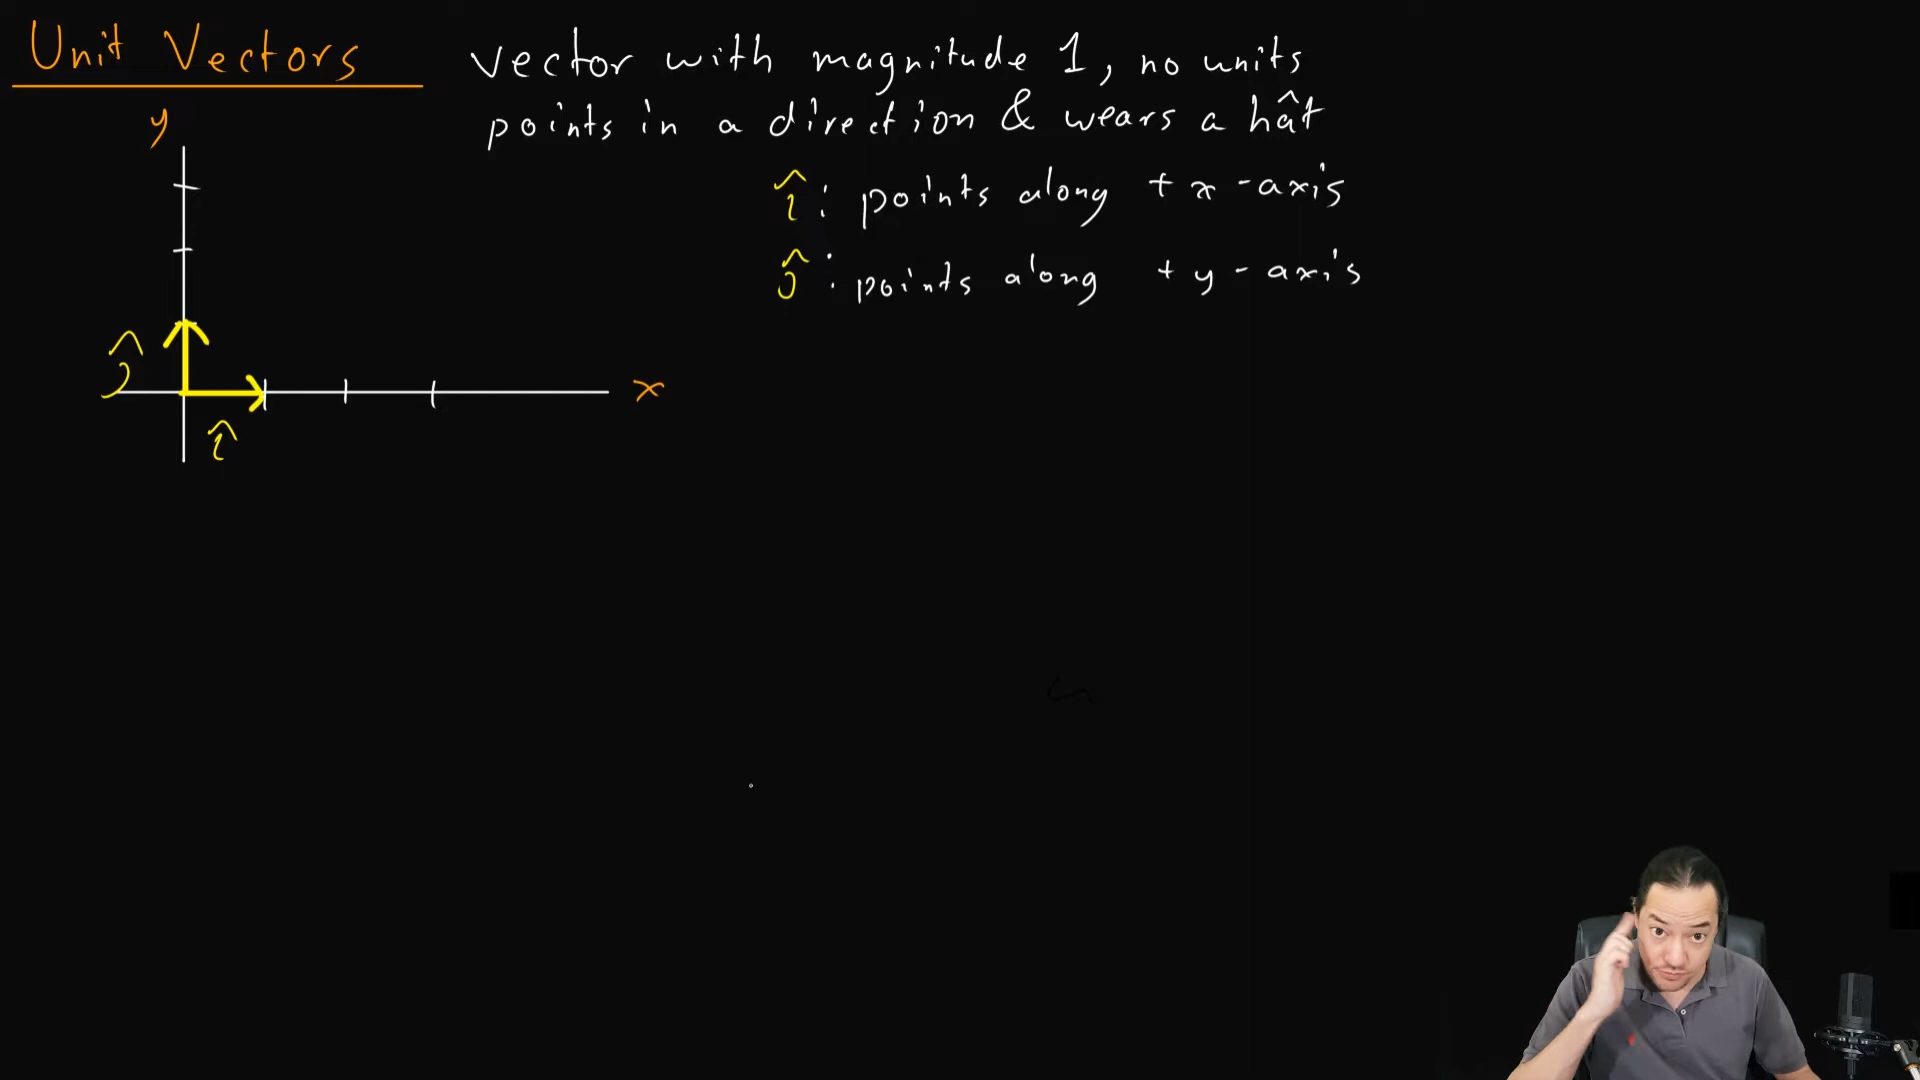 Unit Vectors
vector with magnitude 1, no units
points in a direction & wears a hât
î : points along + x - axis
ĵ : points along + y - axis
y
ĵ
x
î